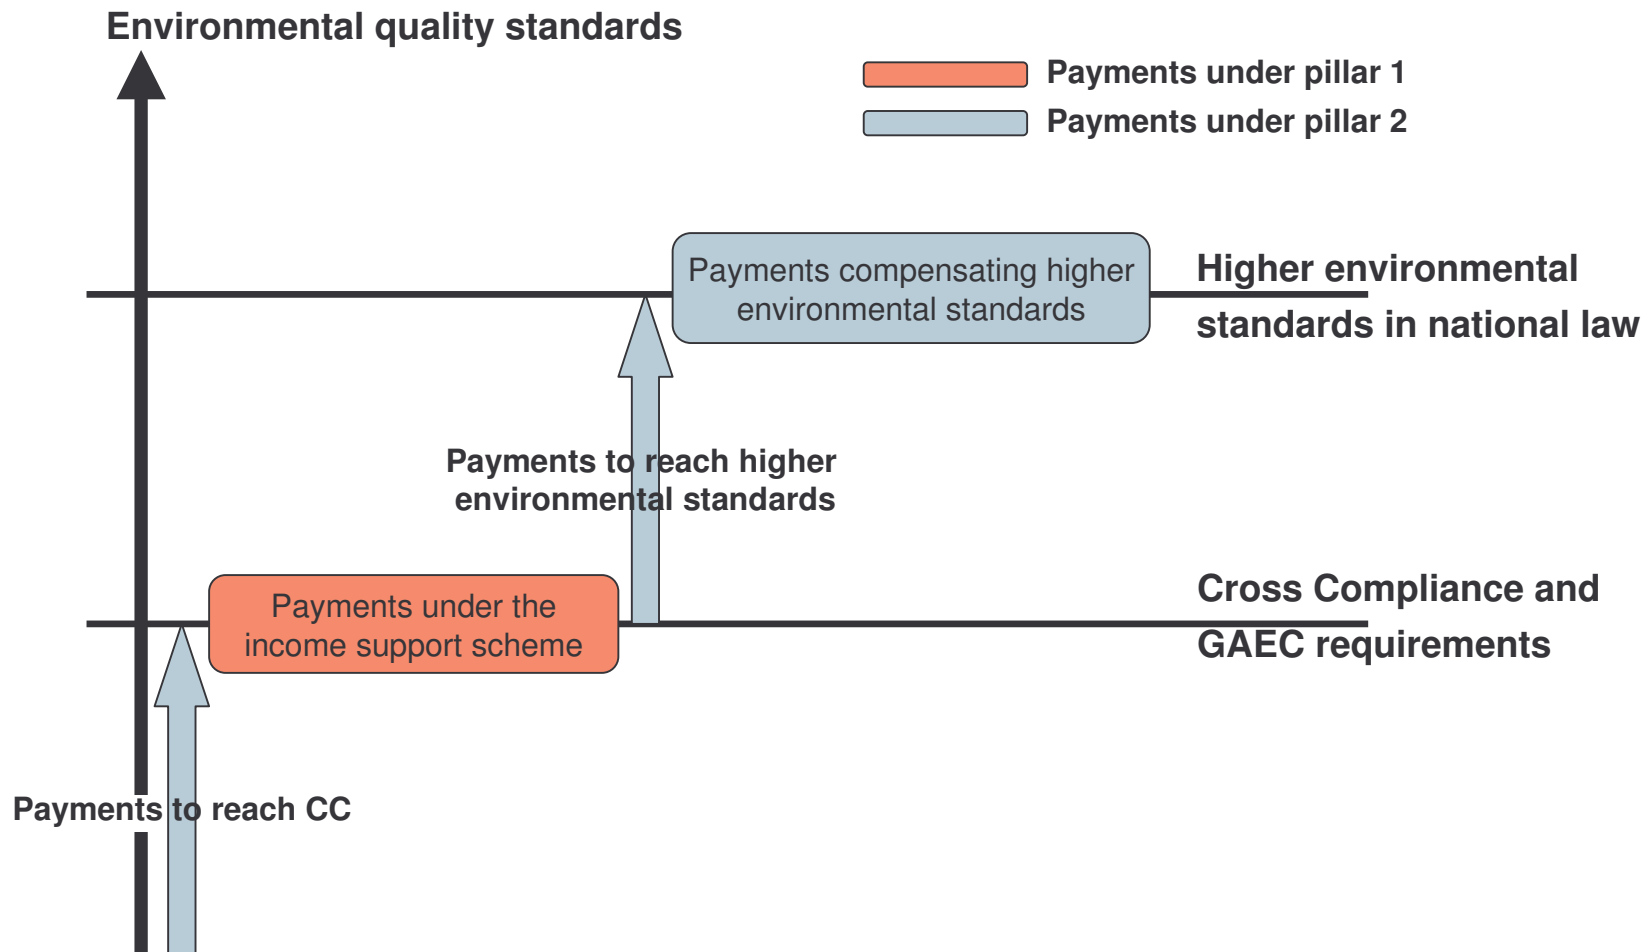 Environmental quality standards
Payments under pillar 1
Payments under pillar 2
Payments compensating higher
environmental standards
Higher environmental
standards in national law
Payments to reach higher
environmental standards
Payments under the
income support scheme
Cross Compliance and
GAEC requirements
Payments to reach CC